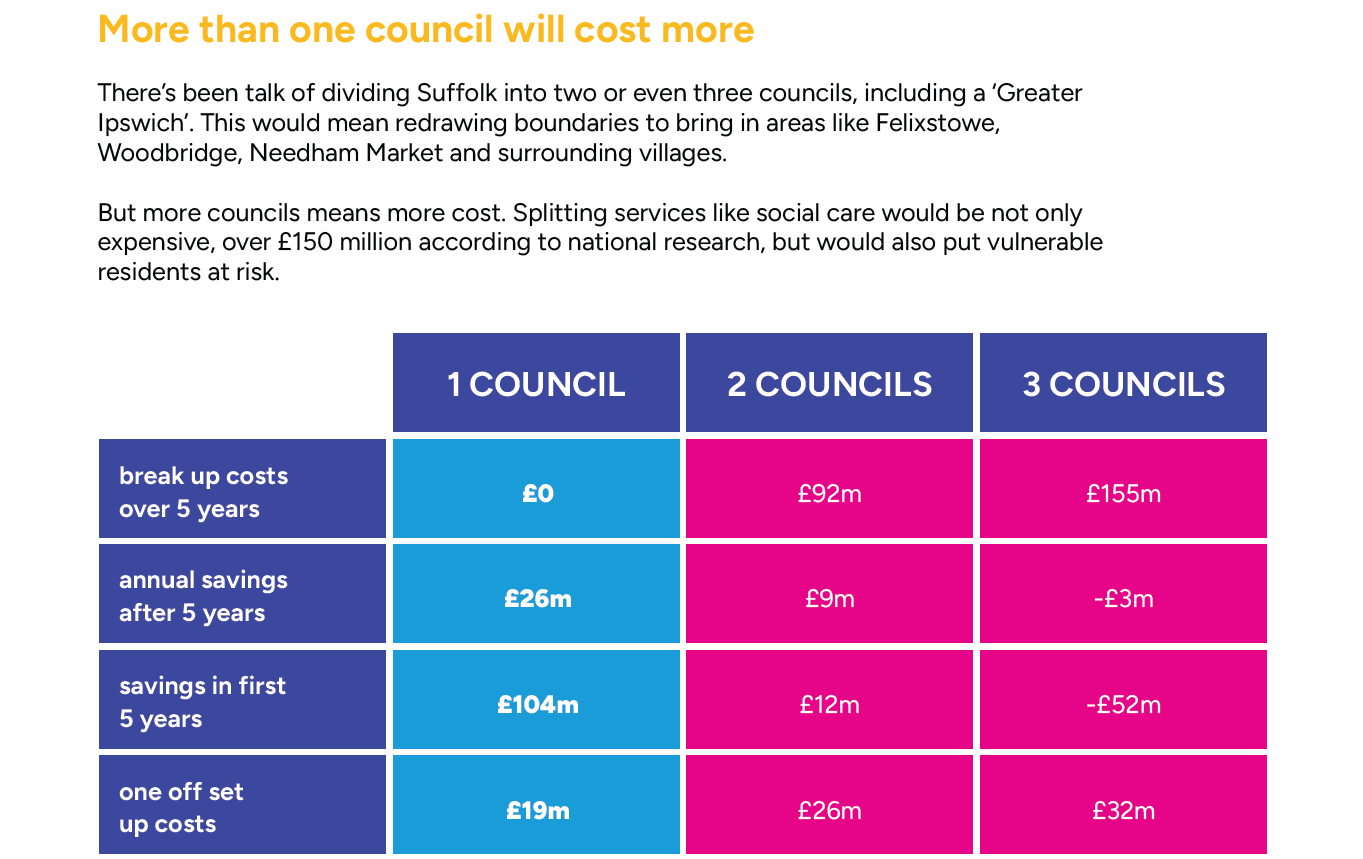 More than one council will cost more
There’s been talk of dividing Suffolk into two or even three councils, including a ‘Greater
Ipswich’. This would mean redrawing boundaries to bring in areas like Felixstowe,
Woodbridge, Needham Market and surrounding villages.
But more councils means more cost. Splitting services like social care would be not only
expensive, over £150 million according to national research, but would also put vulnerable
residents at risk.
1 COUNCIL 2 COUNCILS 3 COUNCILS
break up costs
over 5 years
£0 £92m £155m
annual savings
after 5 years
£26m £9m -£3m
savings in first
5 years
£104m £12m -£52m
one off set
up costs
£19m £26m £32m